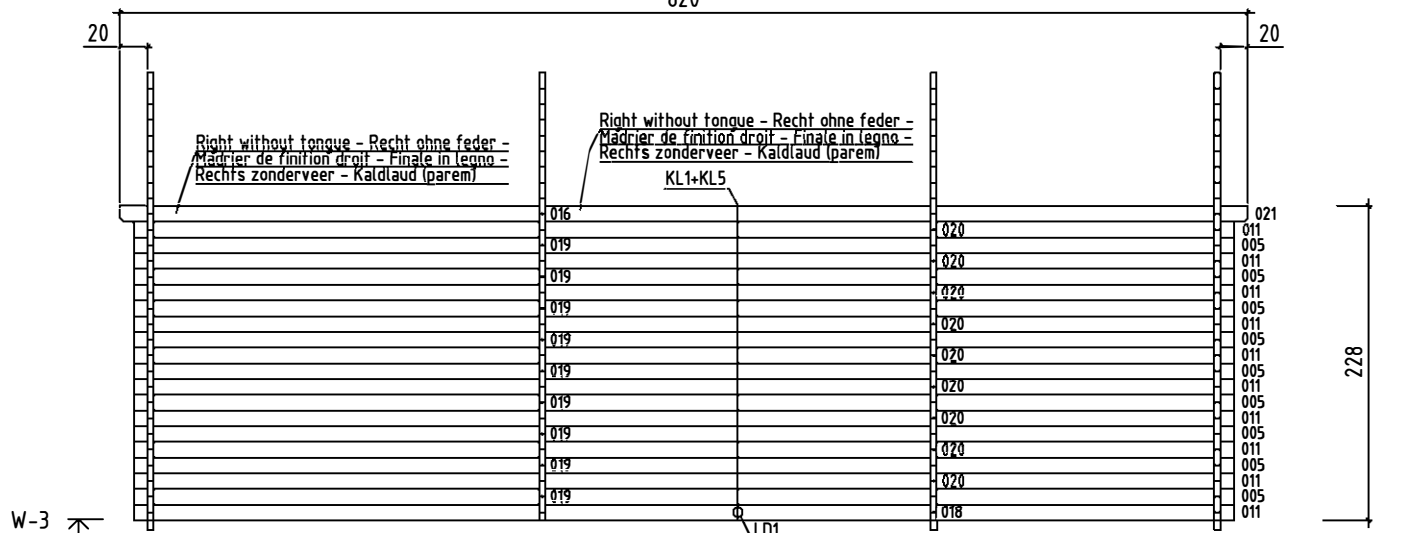 820
20
20
Right without tongue - Recht ohne feder -
Madrier de finition droit - Finale in legno -
Rechts zonderveer - Kaldlaud (parem)
Right without tongue - Recht ohne feder -
Madrier de finition droit - Finale in legno -
Rechts zonderveer - Kaldlaud (parem)
KL1+KL5
016 021
020 011
019 005
020 011
019 005
020 011
019 005
020 011
019 005
020 011
019 005
020 011
019 005
020 011
019 005
020 011
019 005
020 011
019 005
018 011
228
W-3
LD1